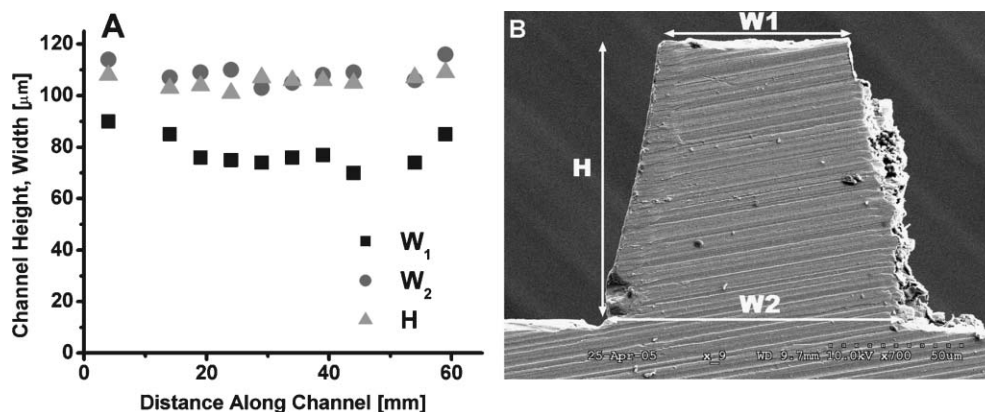 A
Channel Height, Width [μm]
120
100
80
60
40
20
0
W1
W2
H
0 20 40 60
Distance Along Channel [mm]
B
W1
H
W2
25-Apr-05 x_9 WD 9.7mm 10.0kV x700 50um